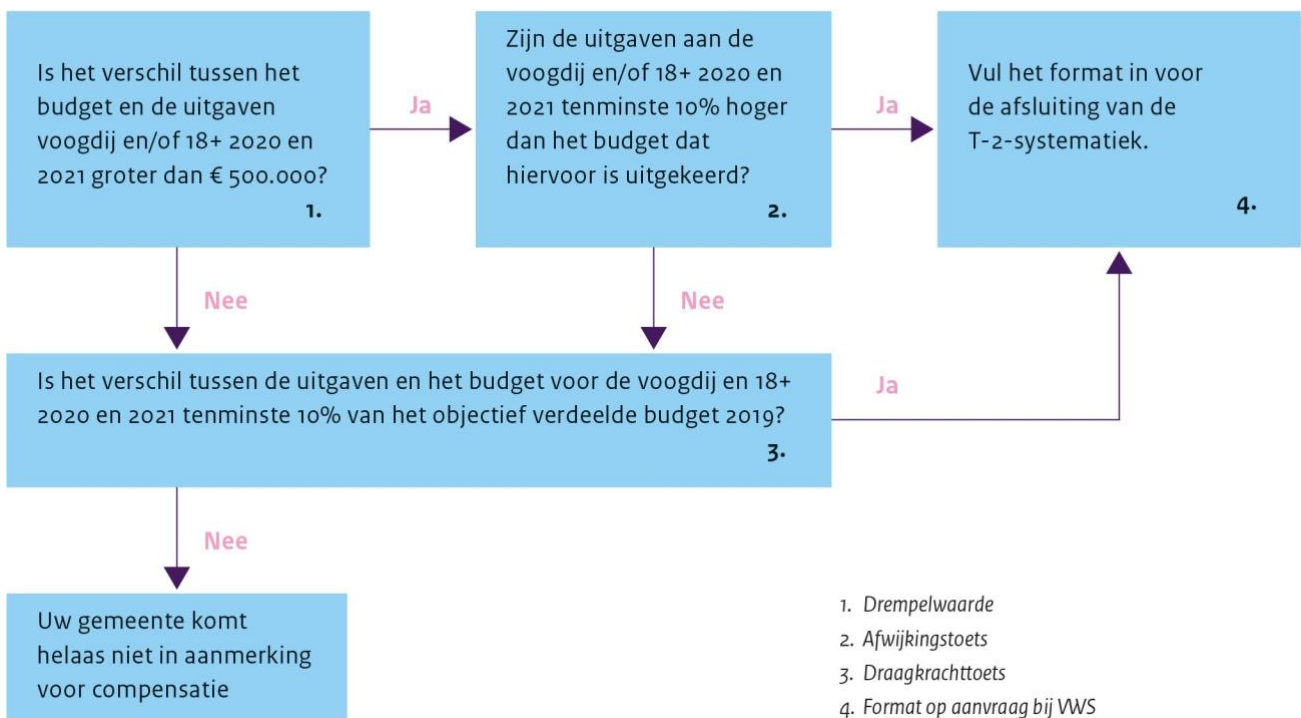 Is het verschil tussen het
budget en de uitgaven
voogdij en/of 18+ 2020 en
2021 groter dan € 500.000?
1.
Ja
Zijn de uitgaven aan de
voogdij en/of 18+ 2020 en
2021 tenminste 10% hoger
dan het budget dat
hiervoor is uitgekeerd?
2.
Ja
Vul het format in voor
de afsluiting van de
T-2-systematiek.
4.
Nee
Nee
Is het verschil tussen de uitgaven en het budget voor de voogdij en 18+
2020 en 2021 tenminste 10% van het objectief verdeelde budget 2019?
3.
Ja
Nee
Uw gemeente komt
helaas niet in aanmerking
voor compensatie
1. Drempelwaarde
2. Afwijkingstoets
3. Draagkrachttoets
4. Format op aanvraag bij VWS